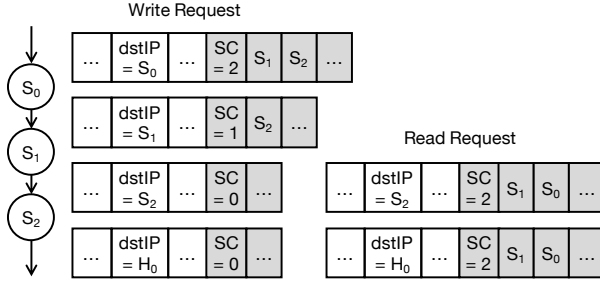 Write Request
... dstIP = S0 ... SC = 2 S1 S2 ...
S0
... dstIP = S1 ... SC = 1 S2 ...
S1
Read Request
... dstIP = S2 ... SC = 0 ...
... dstIP = S2 ... SC = 2 S1 S0 ...
S2
... dstIP = H0 ... SC = 0 ...
... dstIP = H0 ... SC = 2 S1 S0 ...